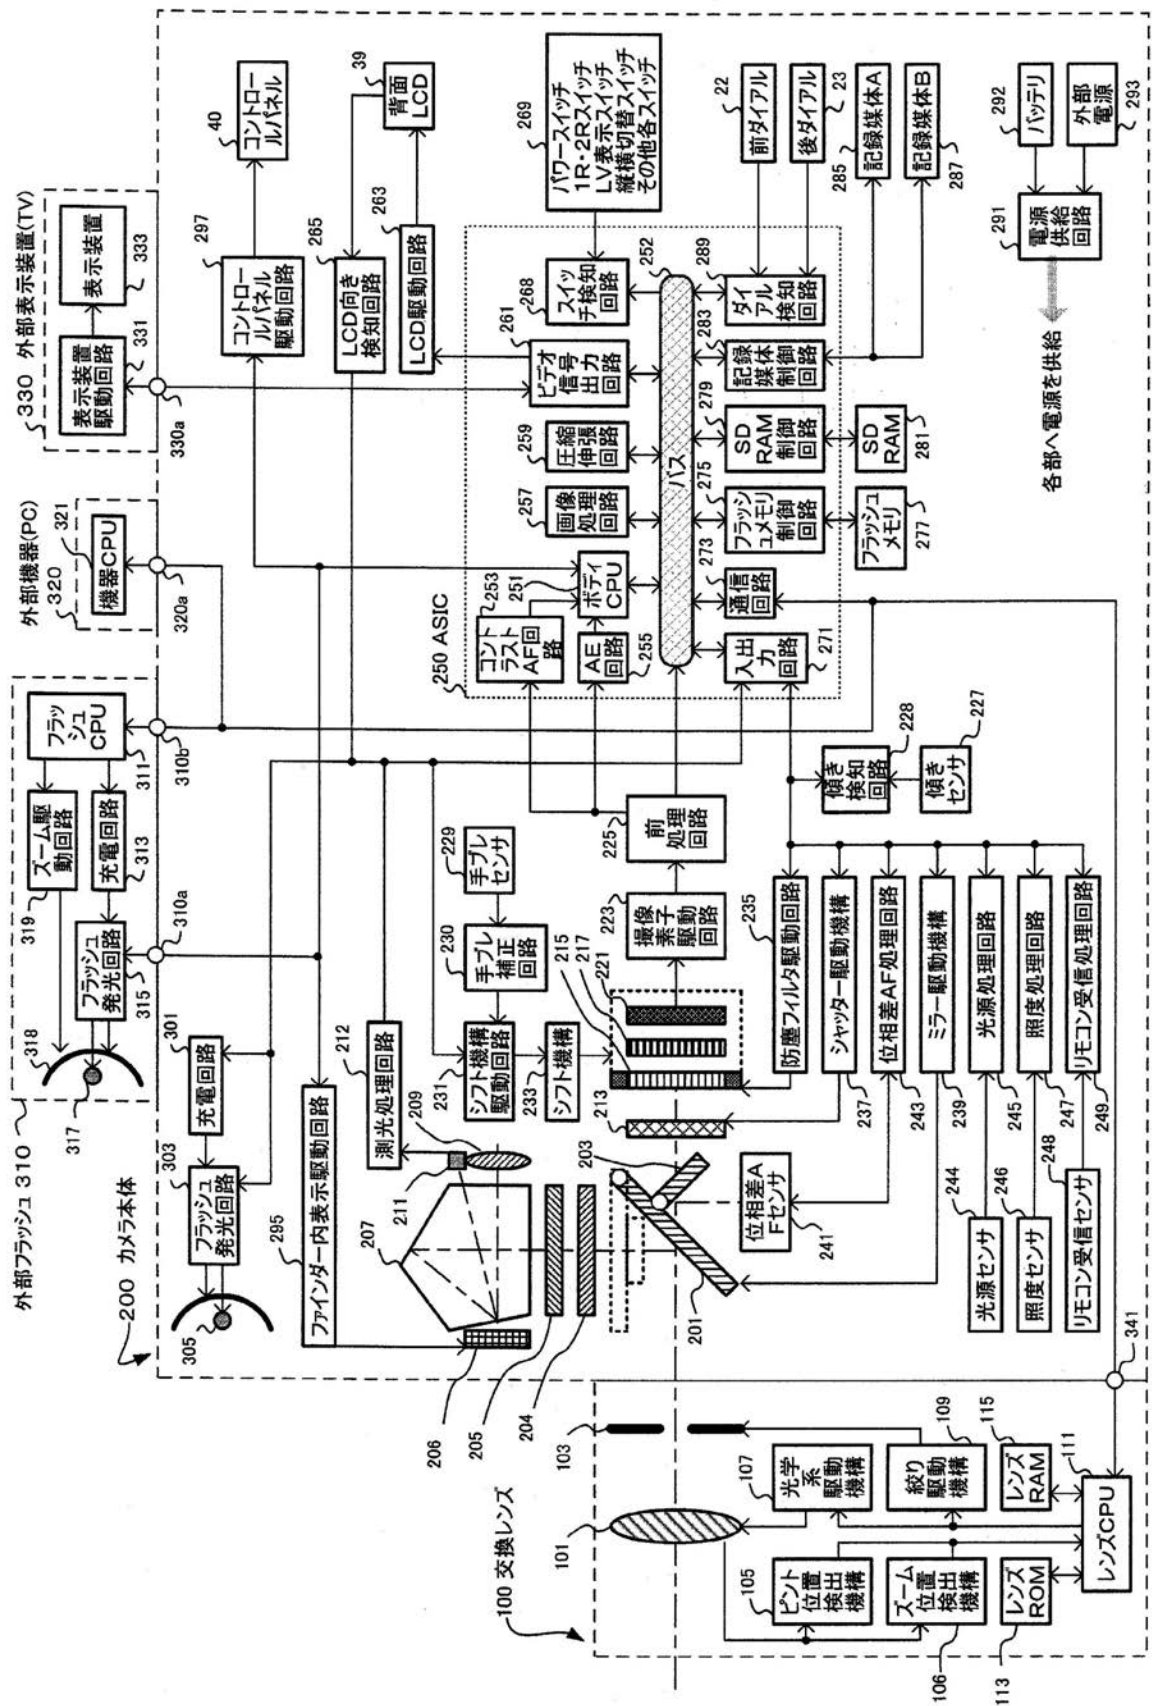 330 外部表示装置(TV)
表示装置
333
表示装置
駆動回路
331
330a
外部機器(PC)
320
321
機器CPU
320a
外部フラッシュ 310
フラッ
シュ
CPU
311
310b
ズーム駆
動回路
319
充電回路
313
フラッシュ
発光回路
315
310a
318
317
200 カメラ本体
301
充電回路
303
フラッシュ
発光回路
305
40
コントロー
ルパネル
297
コントロー
ルパネル
駆動回路
39
背面
LCD
265
LCD向き
検知回路
263
LCD駆動回路
269
パワースイッチ
1R・2Rスイッチ
LV表示スイッチ
縦横切替スイッチ
その他各スイッチ
22
前ダイアル
23
後ダイアル
285
記録媒体A
記録媒体B
287
292
バッテリ
外部
電源
293
291
電源
供給
回路
各部へ電源を供給
250 ASIC
252
バス
268
スイッ
チ検知
回路
261
ビデオ
信号
出力
回路
259
圧縮
伸張
回路
257
画像
処理
回路
251
ボディ
CPU
253
コント
ラスト
AF回
路
AE
回路
255
289
ダイ
アル
検知
回路
283
記録
媒体
制御
回路
279
SD
RAM
制御
回路
SD
RAM
281
275
フラッシ
ュメモリ
制御
回路
フラッシュ
メモリ
277
273
通信
回路
入出
力
回路
271
228
傾き
検知
回路
227
傾き
センサ
225
前
処理
回路
223
撮像
素子
駆動
回路
229
手ブレ
センサ
230
手ブレ
補正
回路
231
シフト機構
駆動回路
233
シフト機構
212
測光処理回路
209
211
207
295
ファインダー内表示駆動回路
206
205
204
203
201
213
215
217
221
235
防塵フィルタ駆動回路
シャッター駆動機構
237
位相差AF処理回路
243
ミラー駆動機構
239
光源処理回路
245
照度処理回路
247
リモコン受信処理回路
249
位相差A
Fセンサ
241
244
光源センサ
246
照度センサ
248
リモコン受信センサ
341
100 交換レンズ
101
103
105
ピント
位置
検出
機構
107
光学
系
駆動
機構
ズーム
位置
検出
機構
106
109
絞り
駆動
機構
レンズ
ROM
113
115
レンズ
RAM
111
レンズCPU